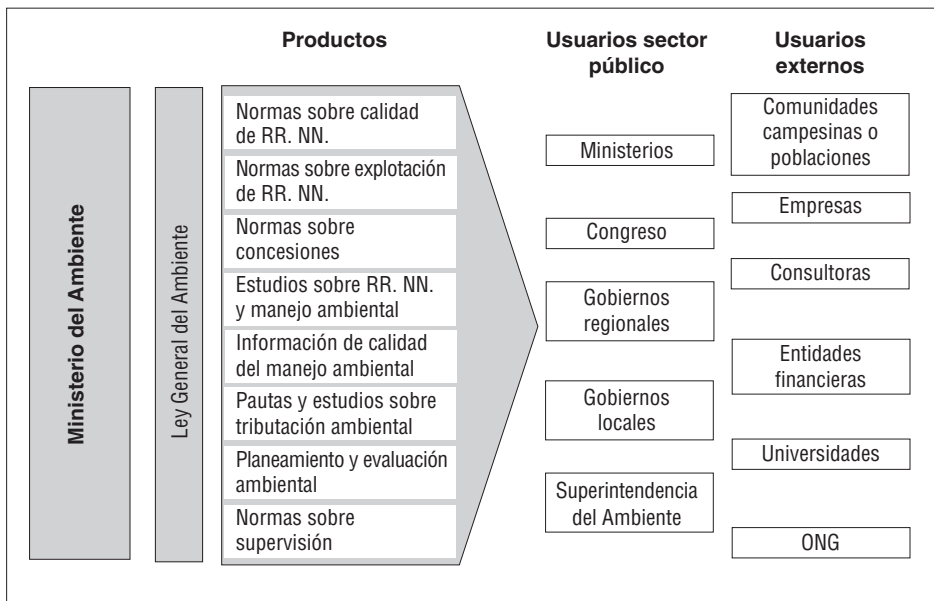 Productos
Usuarios sector
público
Usuarios
externos
Ministerio del Ambiente
Ley General del Ambiente
Normas sobre calidad
de RR. NN.
Normas sobre explotación
de RR. NN.
Normas sobre
concesiones
Estudios sobre RR. NN.
y manejo ambiental
Información de calidad
del manejo ambiental
Pautas y estudios sobre
tributación ambiental
Planeamiento y evaluación
ambiental
Normas sobre
supervisión
Ministerios
Congreso
Gobiernos
regionales
Gobiernos
locales
Superintendencia
del Ambiente
Comunidades
campesinas o
poblaciones
Empresas
Consultoras
Entidades
financieras
Universidades
ONG